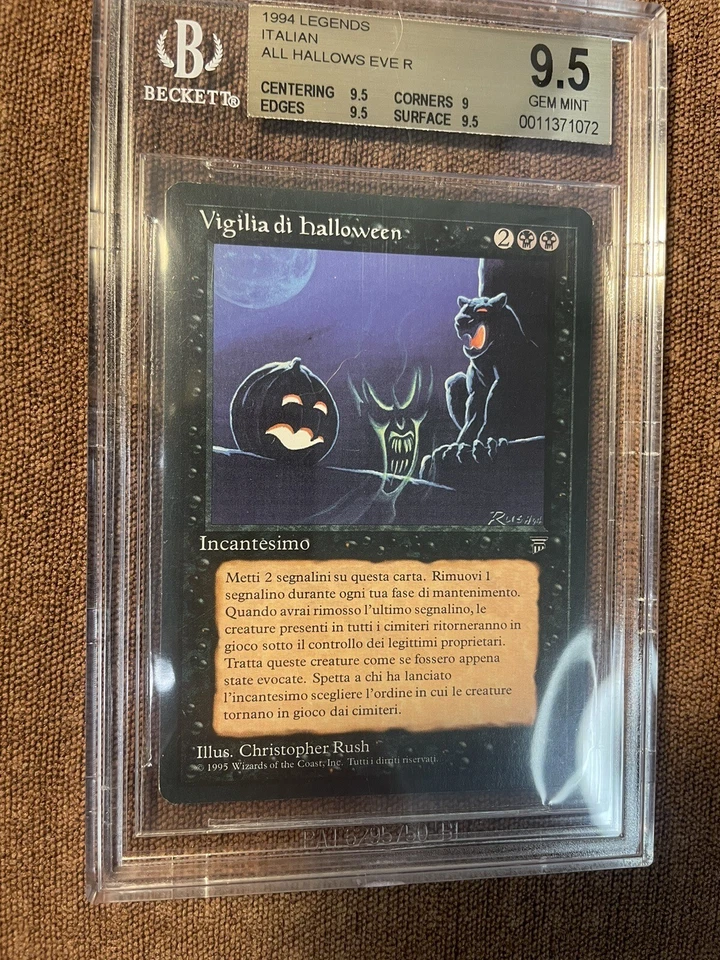 B
BECKETT®
1994 LEGENDS
ITALIAN
ALL HALLOWS EVE R
CENTERING 9.5 CORNERS 9
EDGES 9.5 SURFACE 9.5
9.5
GEM MINT
0011371072
Vigilia di halloween
2
Rush 94
Incantesimo
Metti 2 segnalini su questa carta. Rimuovi 1
segnalino durante ogni tua fase di mantenimento.
Quando avrai rimosso l'ultimo segnalino, le
creature presenti in tutti i cimiteri ritorneranno in
gioco sotto il controllo dei legittimi proprietari.
Tratta queste creature come se fossero appena
state evocate. Spetta a chi ha lanciato
l'incantesimo scegliere l'ordine in cui le creature
tornano in gioco dai cimiteri.
Illus. Christopher Rush
© 1995 Wizards of the Coast, Inc. Tutti i diritti riservati.